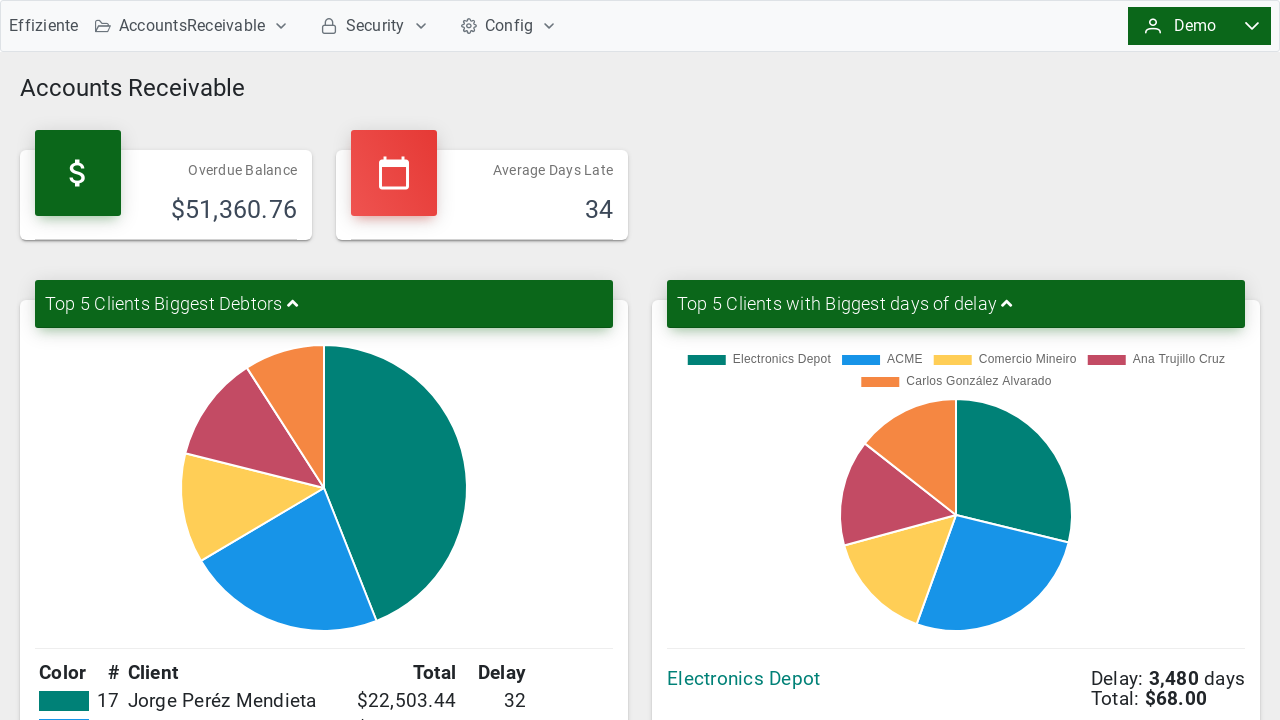 Effiziente AccountsReceivable Security Config Demo
Accounts Receivable
Overdue Balance
$51,360.76
Average Days Late
34
Top 5 Clients Biggest Debtors
Color # Client Total Delay
17 Jorge Peréz Mendieta $22,503.44 32
Top 5 Clients with Biggest days of delay
Electronics Depot ACME Comercio Mineiro Ana Trujillo Cruz
Carlos González Alvarado
Electronics Depot Delay: 3,480 days
Total: $68.00